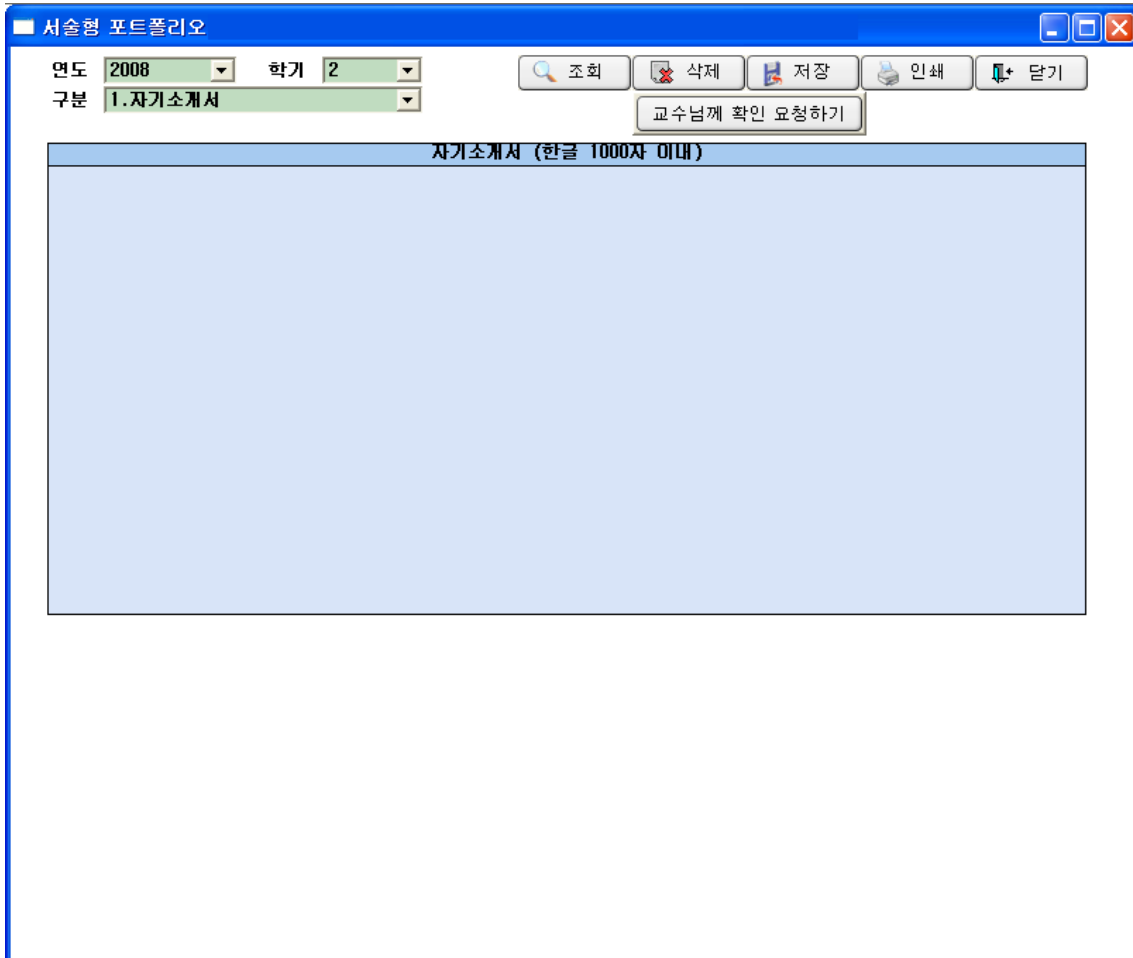 서술형 포트폴리오
연도 2008 학기 2 조회 삭제 저장 인쇄 닫기
구분 1.자기소개서
교수님께 확인 요청하기
자기소개서 (한글 1000자 이내)